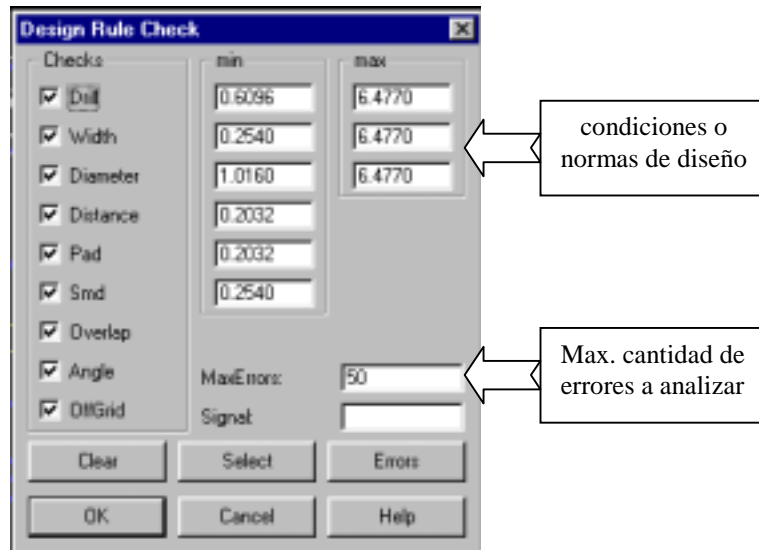 Design Rule Check
Checks min max
Drill 0.6096 6.4770
Width 0.2540 6.4770
Diameter 1.0160 6.4770
Distance 0.2032
Pad 0.2032
Smd 0.2540
Overlap
Angle MaxErrors: 50
OffGrid Signal:
Clear Select Errors
OK Cancel Help
condiciones o
normas de diseño
Max. cantidad de
errores a analizar